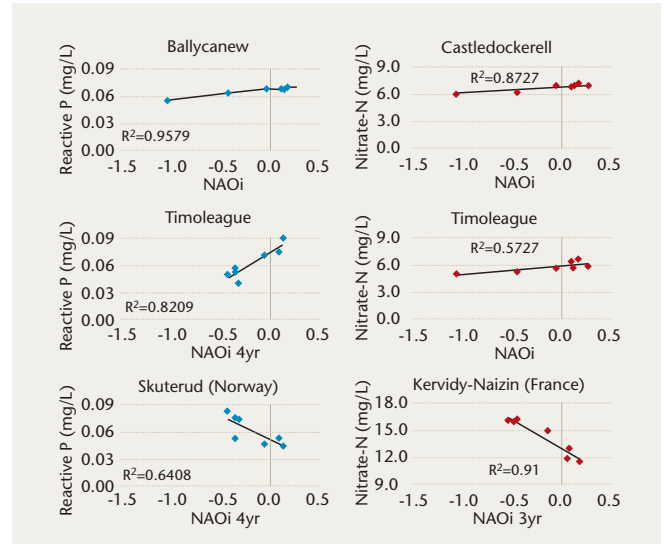 Ballycanew
Reactive P (mg/L)
0.09
0.06
0.03
0.00
R²=0.9579
-1.5 -1.0 -0.5 0.0 0.5
NAOi
Castledockerell
Nitrate-N (mg/L)
9.0
6.0
3.0
0.0
R²=0.8727
-1.5 -1.0 -0.5 0.0 0.5
NAOi
Timoleague
Reactive P (mg/L)
0.09
0.06
0.03
0.00
R²=0.8209
-1.5 -1.0 -0.5 0.0 0.5
NAOi 4yr
Timoleague
Nitrate-N (mg/L)
9.0
6.0
3.0
0.0
R²=0.5727
-1.5 -1.0 -0.5 0.0 0.5
NAOi
Skuterud (Norway)
Reactive P (mg/L)
0.09
0.06
0.03
0.00
R²=0.6408
-1.5 -1.0 -0.5 0.0 0.5
NAOi 4yr
Kervidy-Naizin (France)
Nitrate-N (mg/L)
18.0
15.0
12.0
9.0
R²=0.91
-1.5 -1.0 -0.5 0.0 0.5
NAOi 3yr